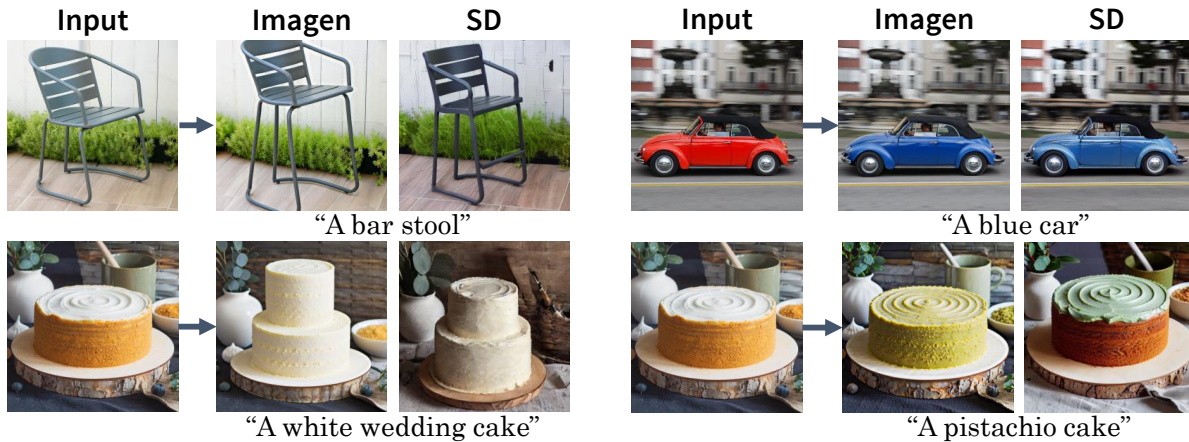 Input Imagen SD Input Imagen SD
“A bar stool” “A blue car”
“A white wedding cake” “A pistachio cake”